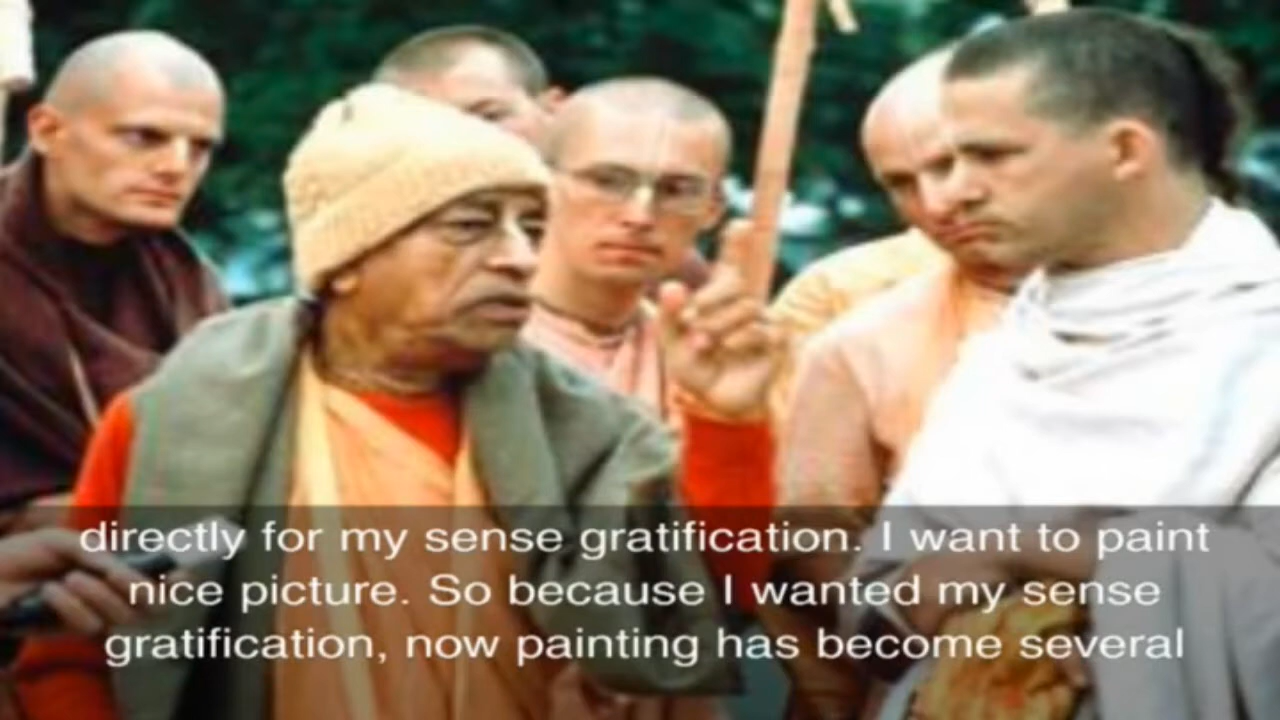 directly for my sense gratification. I want to paint
nice picture. So because I wanted my sense
gratification, now painting has become several